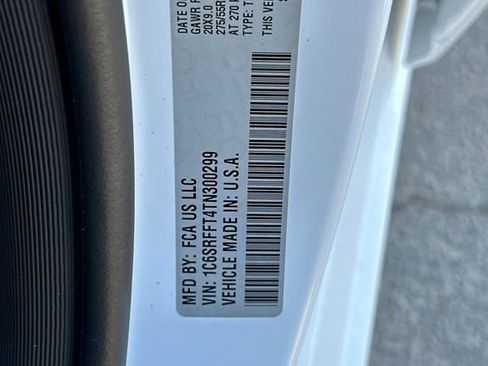 DATE 0
GAWR F
20X9.0
275/55R
AT 270
THIS VE
MFD BY: FCA US LLC
VIN: 1C6SRFFT4TN300299
VEHICLE MADE IN: U.S.A.